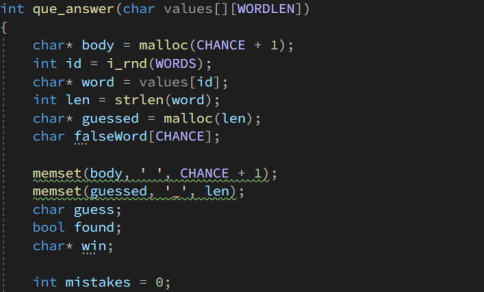 int que_answer(char values[][WORDLEN])
{
char* body = malloc(CHANCE + 1);
int id = i_rnd(WORDS);
char* word = values[id];
int len = strlen(word);
char* guessed = malloc(len);
char falseWord[CHANCE];
memset(body, ' ', CHANCE + 1);
memset(guessed, '_', len);
char guess;
bool found;
char* win;
int mistakes = 0;